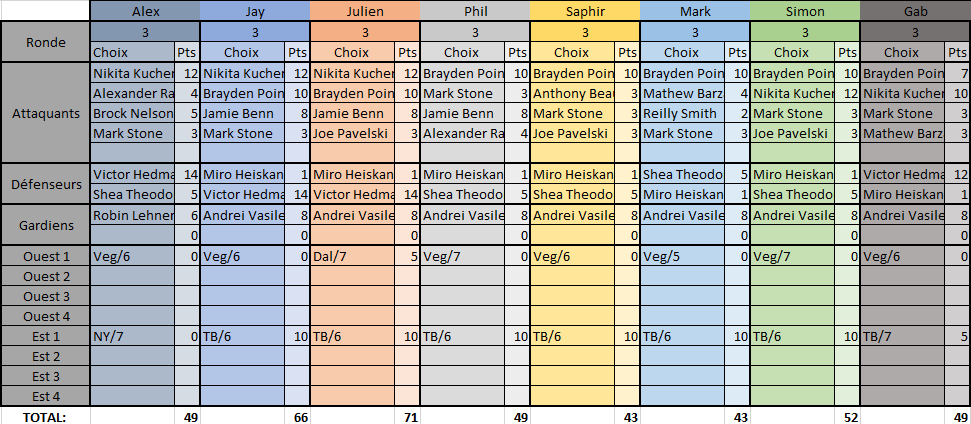 Alex Jay Julien Phil Saphir Mark Simon Gab
Ronde 3 3 3 3 3 3 3 3
Choix Pts Choix Pts Choix Pts Choix Pts Choix Pts Choix Pts Choix Pts Choix Pts
Attaquants
Nikita Kucher 12 Nikita Kucher 12 Nikita Kucher 12 Brayden Poin 10 Brayden Poin 10 Brayden Poin 10 Brayden Poin 10 Brayden Poin 7
Alexander Ra 4 Brayden Poin 10 Brayden Poin 10 Mark Stone 3 Anthony Beau 3 Mathew Barz 4 Nikita Kucher 12 Nikita Kucher 10
Brock Nelson 5 Jamie Benn 8 Jamie Benn 8 Jamie Benn 8 Mark Stone 3 Reilly Smith 2 Mark Stone 3 Mark Stone 3
Mark Stone 3 Mark Stone 3 Joe Pavelski 3 Alexander Ra 4 Joe Pavelski 3 Mark Stone 3 Joe Pavelski 3 Mathew Barz 3
Défenseurs
Victor Hedma 14 Miro Heiskan 1 Miro Heiskan 1 Miro Heiskan 1 Miro Heiskan 1 Shea Theodo 5 Miro Heiskan 1 Victor Hedma 12
Shea Theodo 5 Victor Hedma 14 Victor Hedma 14 Shea Theodo 5 Shea Theodo 5 Miro Heiskan 1 Shea Theodo 5 Miro Heiskan 1
Gardiens
Robin Lehner 6 Andrei Vasile 8 Andrei Vasile 8 Andrei Vasile 8 Andrei Vasile 8 Andrei Vasile 8 Andrei Vasile 8 Andrei Vasile 8
0 0 0 0 0 0 0 0
Ouest 1 Veg/6 0 Veg/6 0 Dal/7 5 Veg/7 0 Veg/6 0 Veg/5 0 Veg/7 0 Veg/6 0
Ouest 2
Ouest 3
Ouest 4
Est 1 NY/7 0 TB/6 10 TB/6 10 TB/6 10 TB/6 10 TB/6 10 TB/6 10 TB/7 5
Est 2
Est 3
Est 4
TOTAL: 49 66 71 49 43 43 52 49